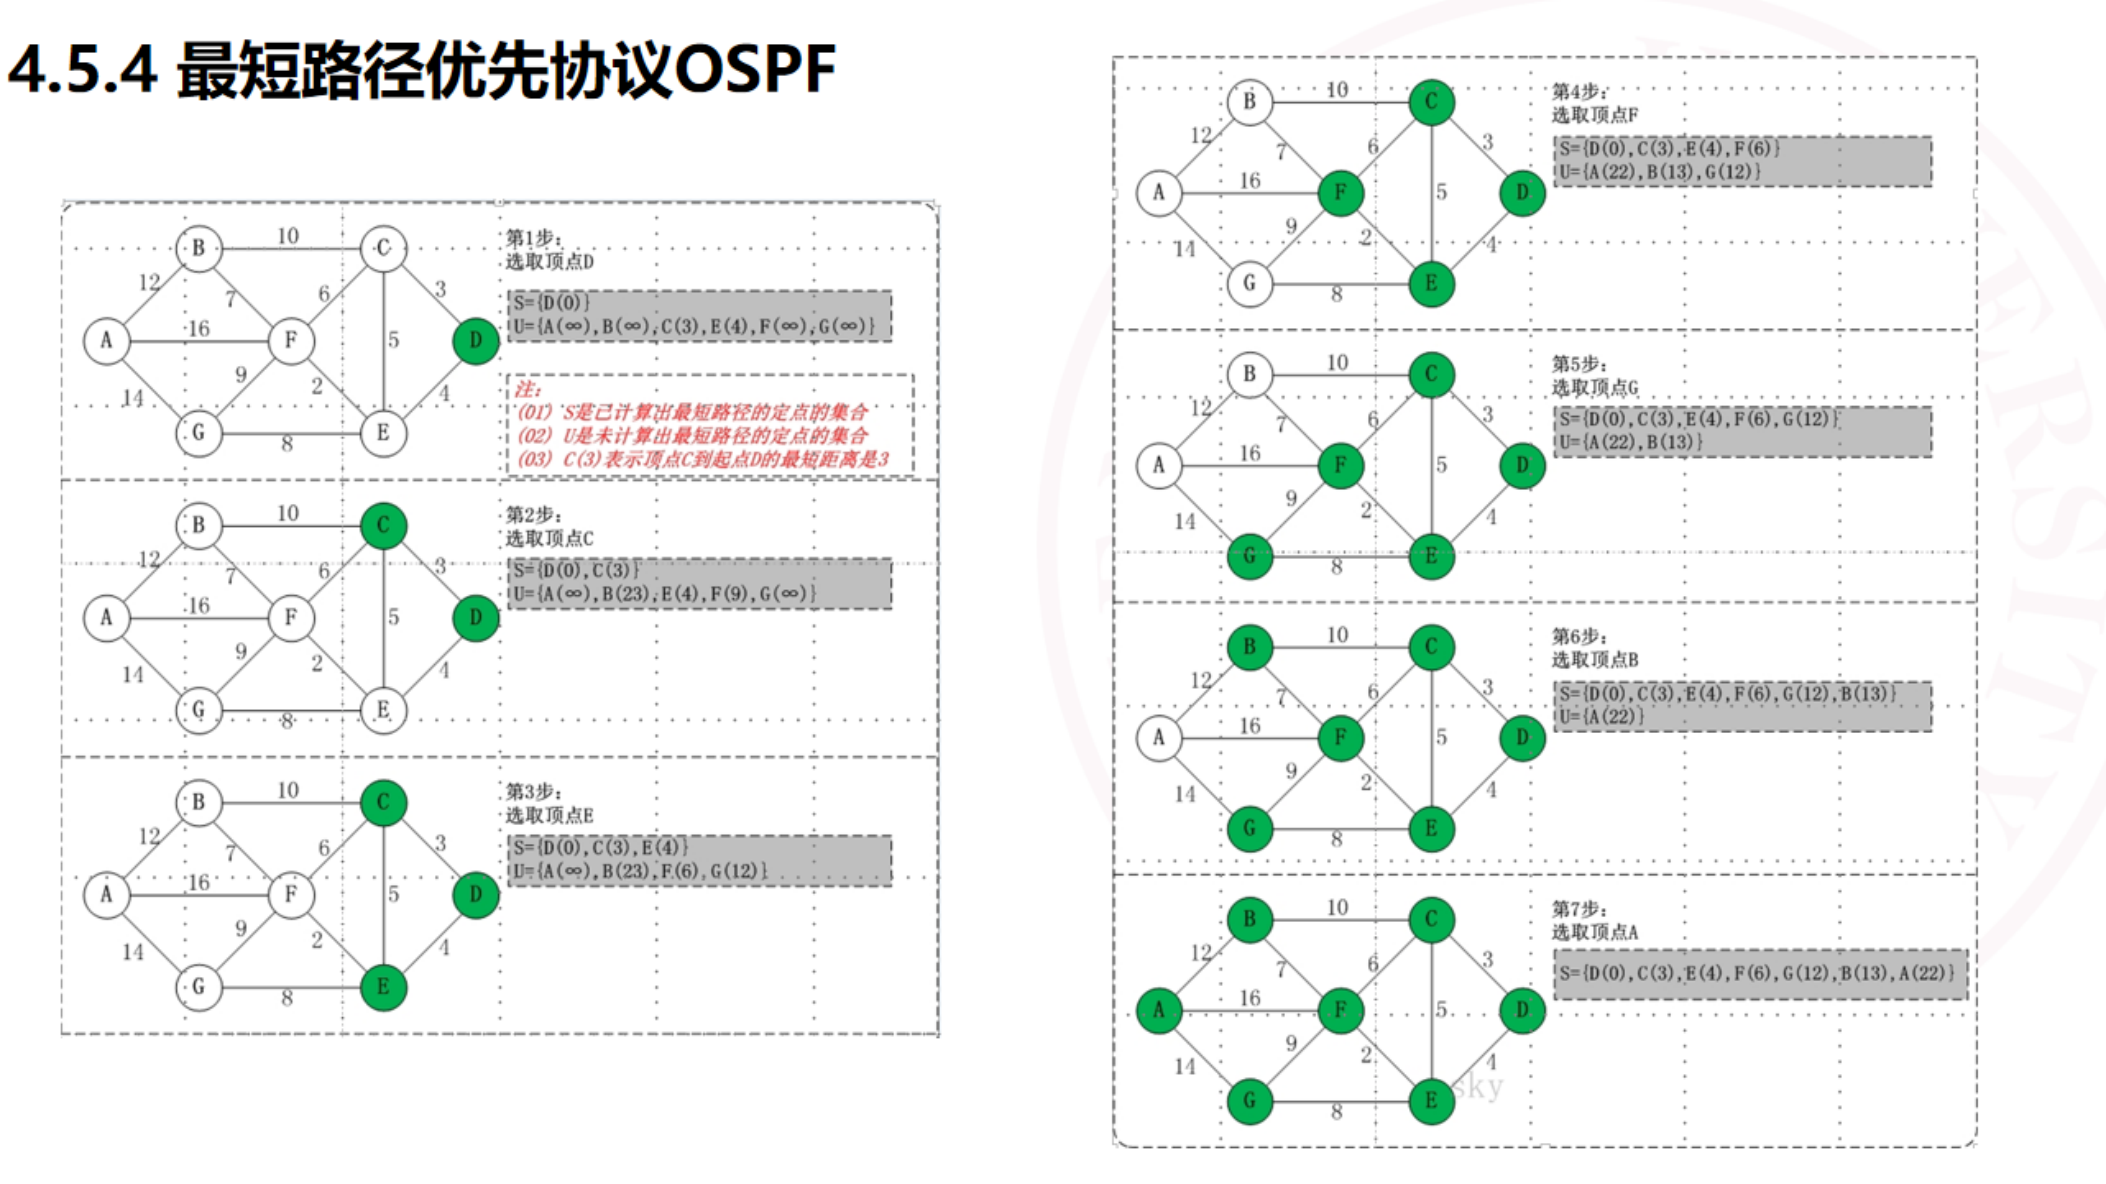 4.5.4 最短路径优先协议OSPF
B 10 C
12 7 6 3
A 16 F 5 D
14 9 2 4
G 8 E
第1步：
选取顶点D
S={D(0)}
U={A(∞),B(∞),C(3),E(4),F(∞),G(∞)}
注：
(01) S是已计算出最短路径的定点的集合
(02) U是未计算出最短路径的定点的集合
(03) C(3)表示顶点C到起点D的最短距离是3
B 10 C
12 7 6 3
A 16 F 5 D
14 9 2 4
G 8 E
第2步：
选取顶点C
S={D(0),C(3)}
U={A(∞),B(23),E(4),F(9),G(∞)}
B 10 C
12 7 6 3
A 16 F 5 D
14 9 2 4
G 8 E
第3步：
选取顶点E
S={D(0),C(3),E(4)}
U={A(∞),B(23),F(6),G(12)}
B 10 C
12 7 6 3
A 16 F 5 D
14 9 2 4
G 8 E
第4步：
选取顶点F
S={D(0),C(3),E(4),F(6)}
U={A(22),B(13),G(12)}
B 10 C
12 7 6 3
A 16 F 5 D
14 9 2 4
G 8 E
第5步：
选取顶点G
S={D(0),C(3),E(4),F(6),G(12)}
U={A(22),B(13)}
B 10 C
12 7 6 3
A 16 F 5 D
14 9 2 4
G 8 E
第6步：
选取顶点B
S={D(0),C(3),E(4),F(6),G(12),B(13)}
U={A(22)}
B 10 C
12 7 6 3
A 16 F 5 D
14 9 2 4
G 8 E
第7步：
选取顶点A
S={D(0),C(3),E(4),F(6),G(12),B(13),A(22)}
sky
ERSITY